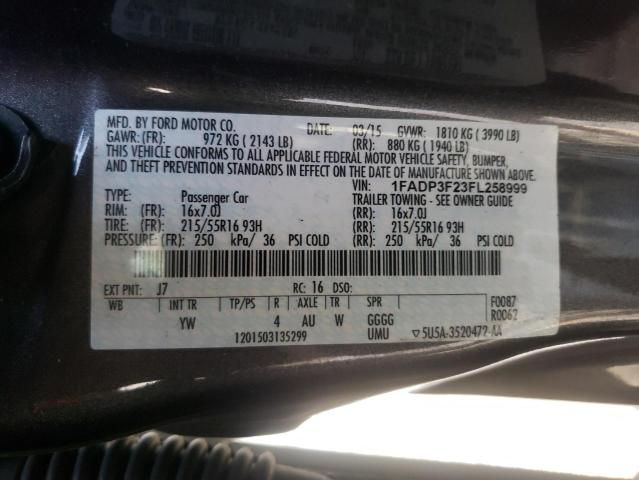 MFD. BY FORD MOTOR CO. DATE: 03/15 GVWR: 1810 KG ( 3990 LB)
GAWR: (FR): 972 KG ( 2143 LB) (RR): 880 KG ( 1940 LB)
THIS VEHICLE CONFORMS TO ALL APPLICABLE FEDERAL MOTOR VEHICLE SAFETY, BUMPER,
AND THEFT PREVENTION STANDARDS IN EFFECT ON THE DATE OF MANUFACTURE SHOWN ABOVE.
VIN: 1FADP3F23FL258999
TYPE: Passenger Car TRAILER TOWING - SEE OWNER GUIDE
RIM: (FR): 16x7.0J (RR): 16x7.0J
TIRE: (FR): 215/55R16 93H (RR): 215/55R16 93H
PRESSURE: (FR): 250 kPa/ 36 PSI COLD (RR): 250 kPa/ 36 PSI COLD
EXT PNT: J7 RC: 16 DSO:
WB INT TR TP/PS R AXLE TR SPR F0087
YW 4 AU W GGGG R0062
1201503135299 UMU ▽5U5A-3520472-AA